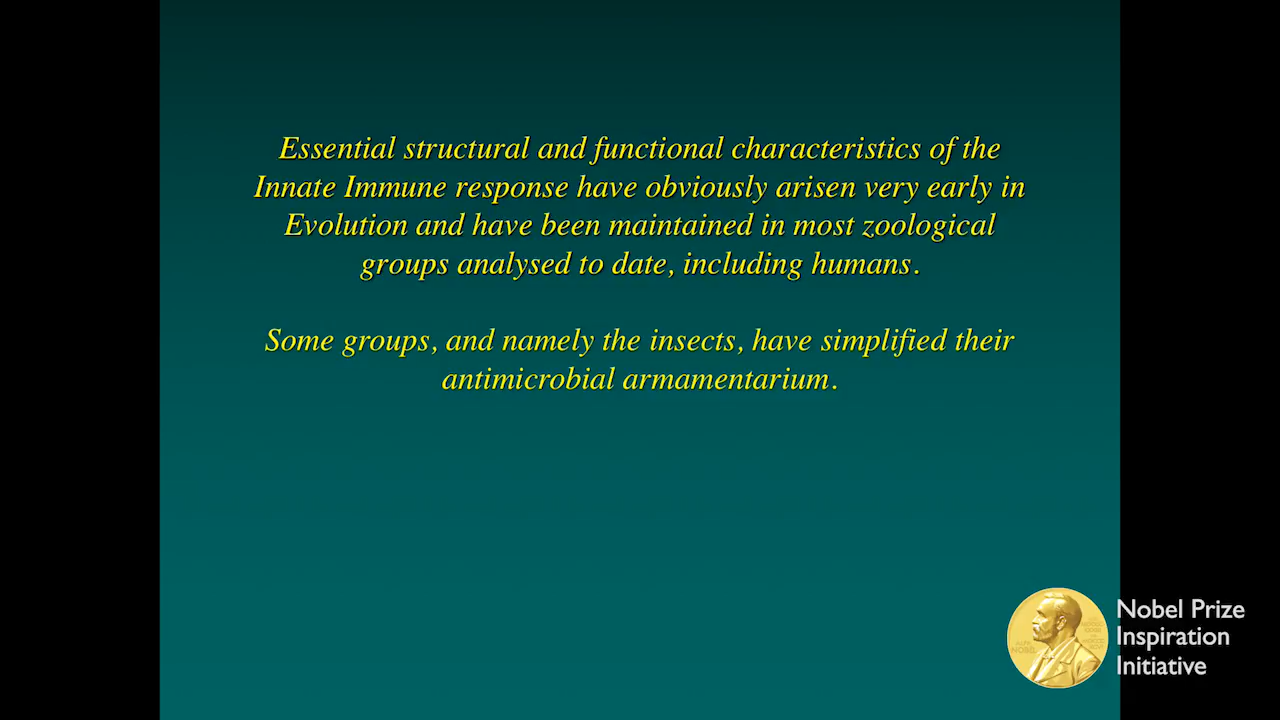 Essential structural and functional characteristics of the
Innate Immune response have obviously arisen very early in
Evolution and have been maintained in most zoological
groups analysed to date, including humans.
Some groups, and namely the insects, have simplified their
antimicrobial armamentarium.
Nobel Prize
Inspiration
Initiative